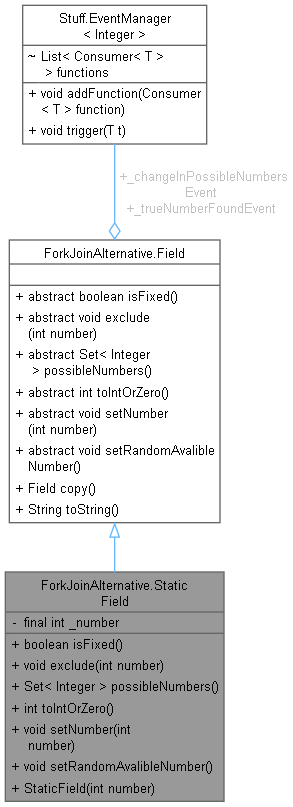 Stuff.EventManager
< Integer >
~ List< Consumer< T >
> functions
+ void addFunction(Consumer
< T > function)
+ void trigger(T t)
+_changeInPossibleNumbers
Event
+_trueNumberFoundEvent
ForkJoinAlternative.Field
+ abstract boolean isFixed()
+ abstract void exclude
(int number)
+ abstract Set< Integer
> possibleNumbers()
+ abstract int toIntOrZero()
+ abstract void setNumber
(int number)
+ abstract void setRandomAvalible
Number()
+ Field copy()
+ String toString()
ForkJoinAlternative.Static
Field
- final int _number
+ boolean isFixed()
+ void exclude(int number)
+ Set< Integer > possibleNumbers()
+ int toIntOrZero()
+ void setNumber(int
number)
+ void setRandomAvalibleNumber()
+ StaticField(int number)